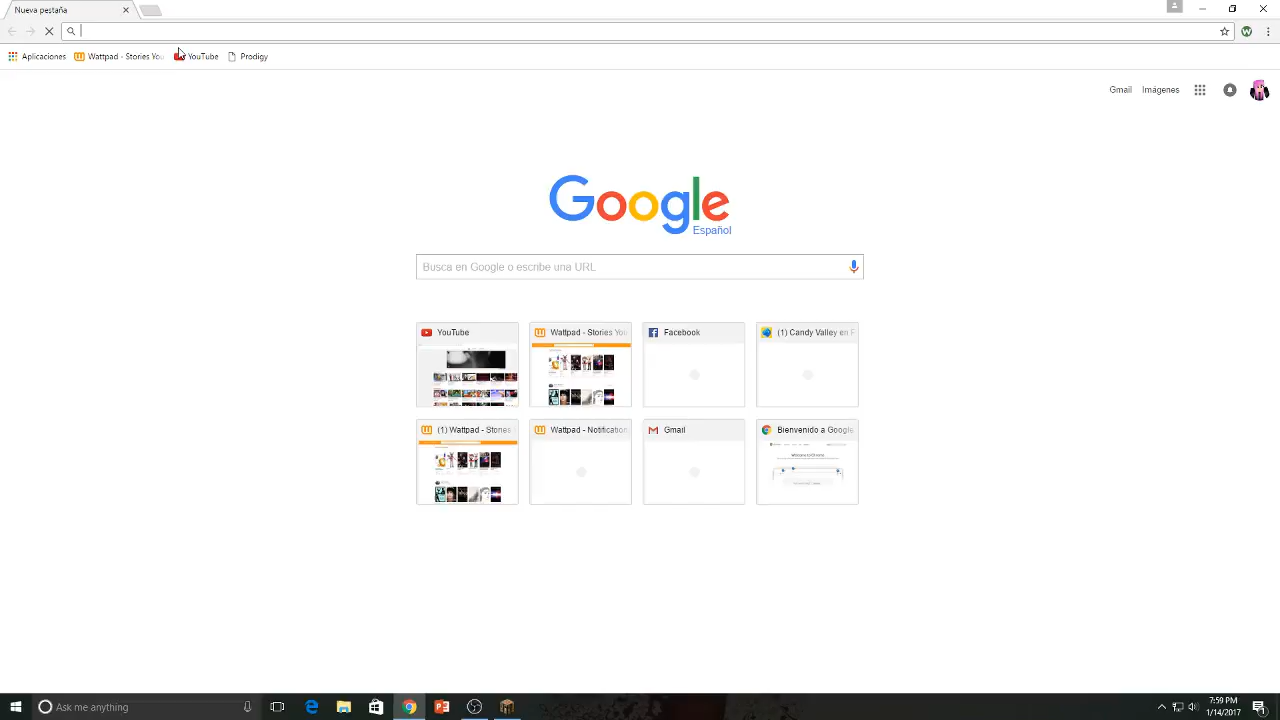 Nueva pestaña
Aplicaciones
Wattpad - Stories You
YouTube
Prodigy
Gmail
Imágenes
Google
Español
Busca en Google o escribe una URL
YouTube
Wattpad - Stories You
Facebook
(1) Candy Valley en F
(1) Wattpad - Stories
Wattpad - Notification
Gmail
Bienvenido a Google
Ask me anything
7:59 PM
1/14/2017